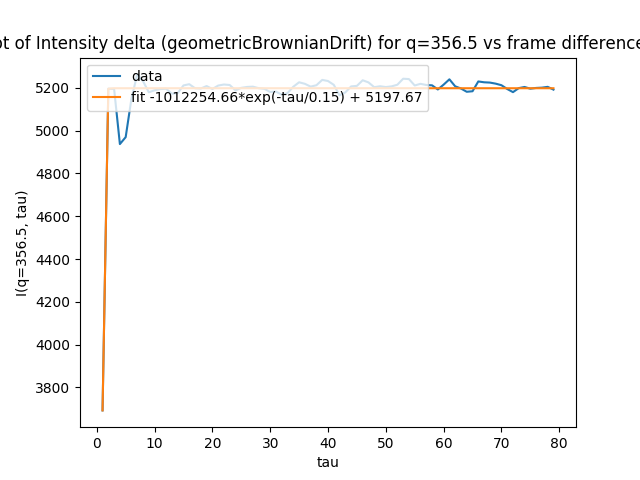 ot of Intensity delta (geometricBrownianDrift) for q=356.5 vs frame difference
data
fit -1012254.66*exp(-tau/0.15) + 5197.67
I(q=356.5, tau)
5200
5000
4800
4600
4400
4200
4000
3800
0 10 20 30 40 50 60 70 80
tau